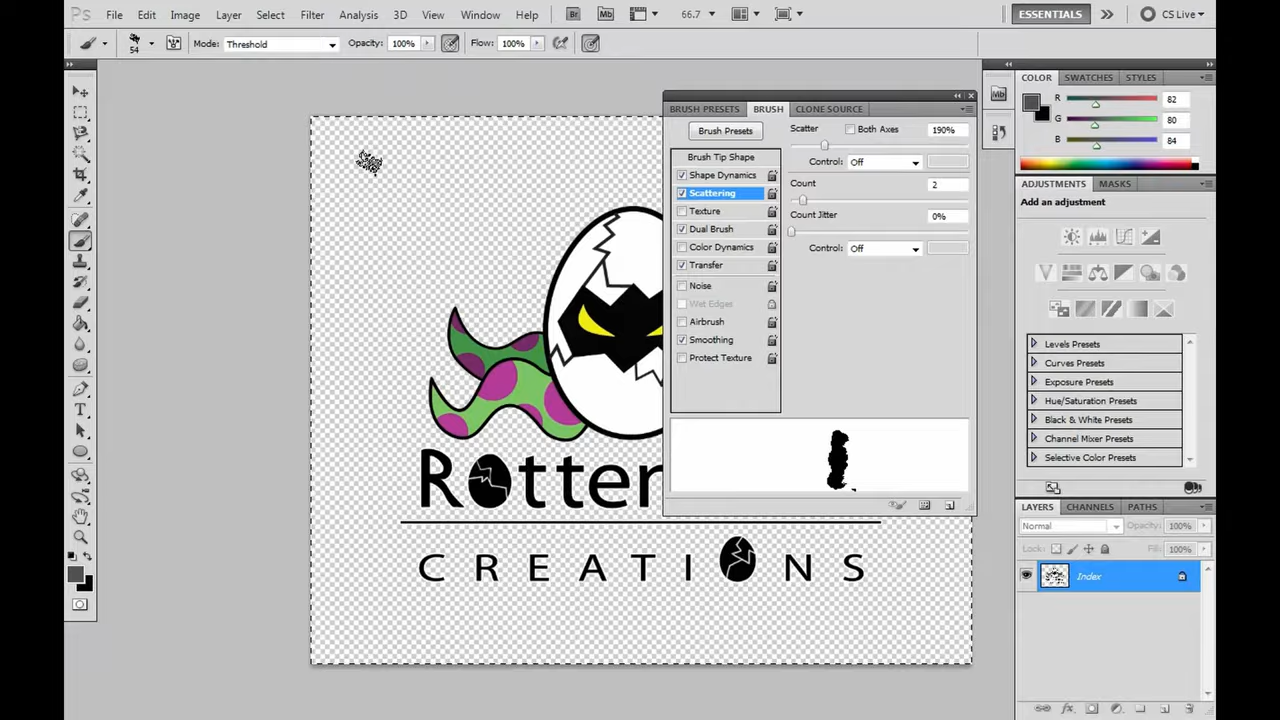 Ps File Edit Image Layer Select Filter Analysis 3D View Window Help Br Mb 66.7 ESSENTIALS CS Live
54 Mode: Threshold Opacity: 100% Flow: 100%
COLOR SWATCHES STYLES
R 82
G 80
B 84
BRUSH PRESETS BRUSH CLONE SOURCE
Brush Presets
Brush Tip Shape
Shape Dynamics
Scattering
Texture
Dual Brush
Color Dynamics
Transfer
Noise
Wet Edges
Airbrush
Smoothing
Protect Texture
Scatter Both Axes 190%
Control: Off
Count 2
Count Jitter 0%
Control: Off
Mb
ADJUSTMENTS MASKS
Add an adjustment
Levels Presets
Curves Presets
Exposure Presets
Hue/Saturation Presets
Black & White Presets
Channel Mixer Presets
Selective Color Presets
LAYERS CHANNELS PATHS
Normal Opacity: 100%
Lock: Fill: 100%
Index
Rotter
CREATIONS